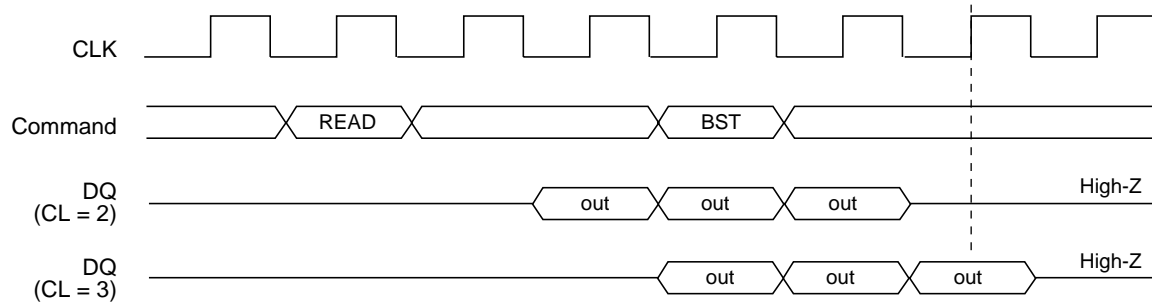 CLK
Command READ BST
DQ
(CL = 2) out out out High-Z
DQ
(CL = 3) out out out High-Z